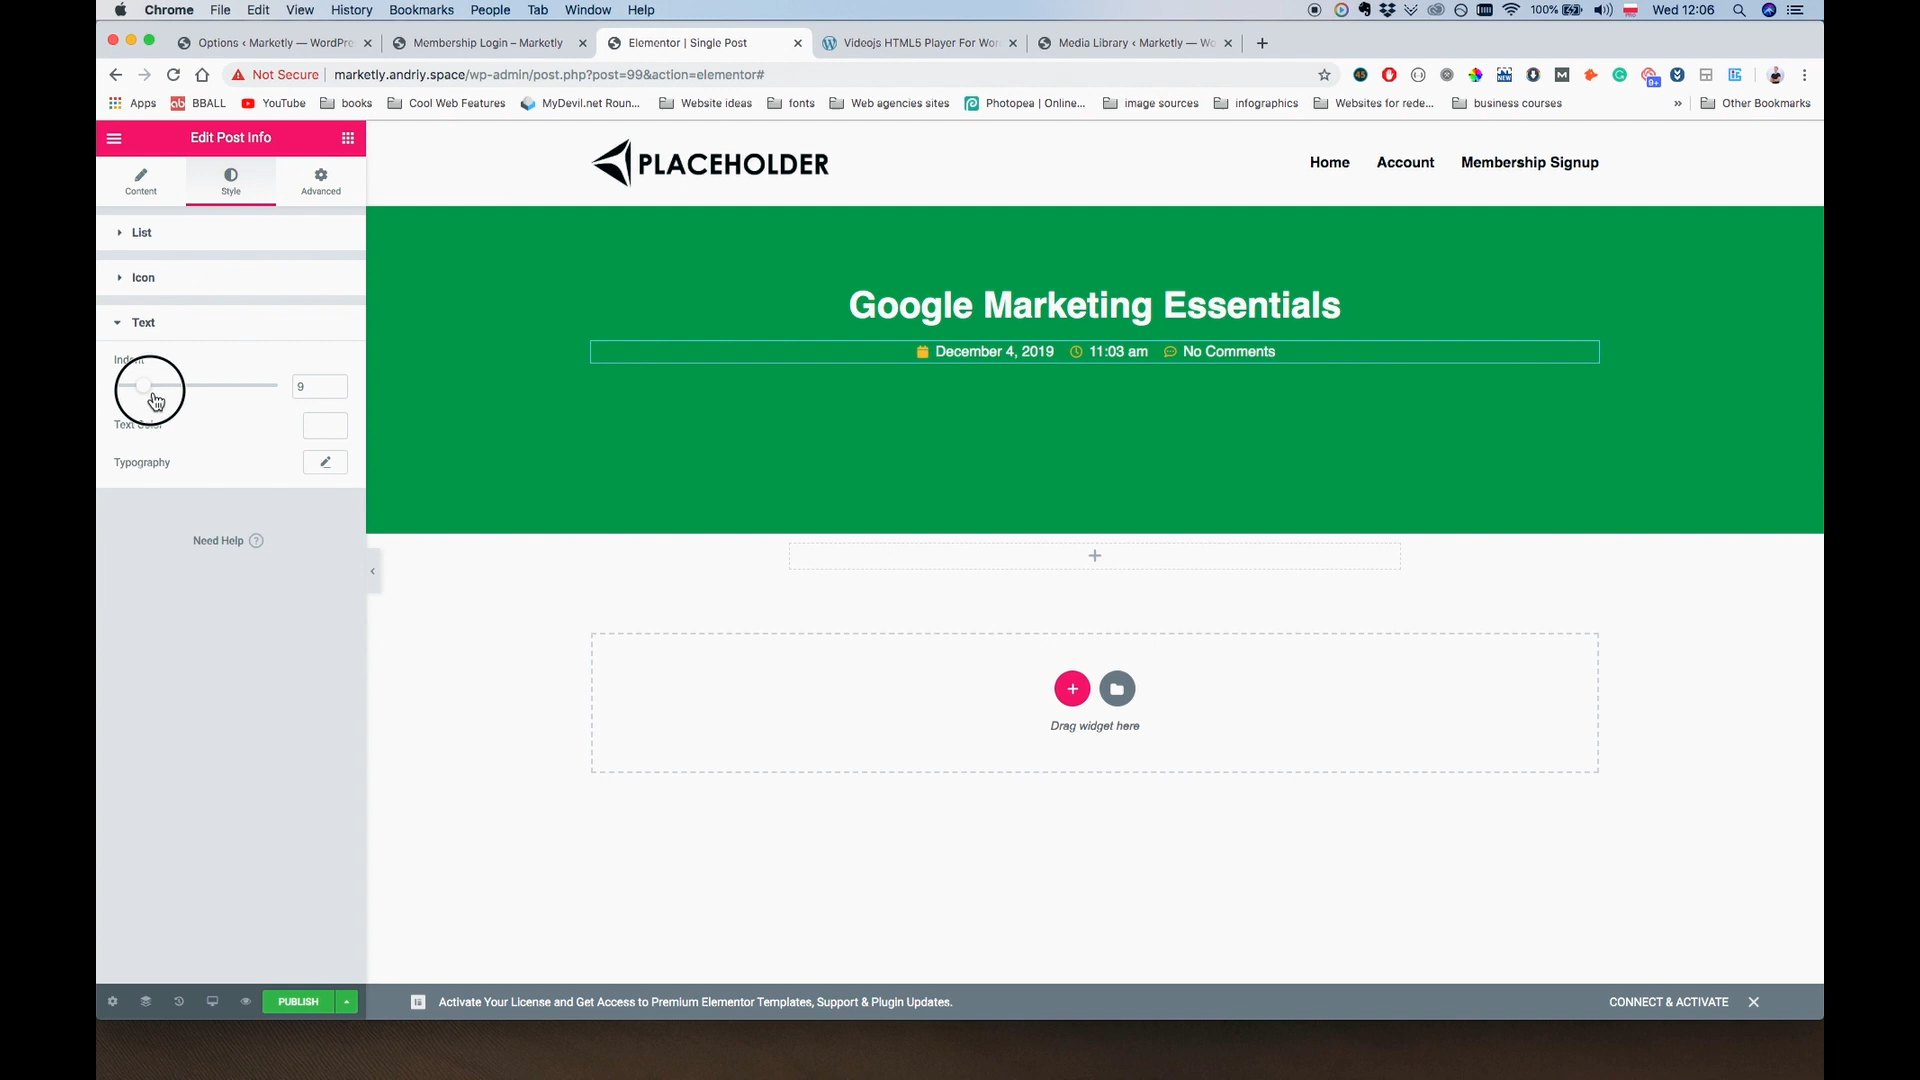 Chrome File Edit View History Bookmarks People Tab Window Help 100% Wed 12:06
Options ‹ Marketly — WordPre Membership Login – Marketly Elementor | Single Post Videojs HTML5 Player For Wor Media Library ‹ Marketly — Wo
Not Secure marketly.andrly.space/wp-admin/post.php?post=99&action=elementor#
Apps BBALL YouTube books Cool Web Features MyDevil.net Roun... Website ideas fonts Web agencies sites Photopea | Online... image sources infographics Websites for rede... business courses » Other Bookmarks
Edit Post Info
Content Style Advanced
List
Icon
Text
Indent
9
Text Color
Typography
Need Help ?
PLACEHOLDER
Home Account Membership Signup
Google Marketing Essentials
December 4, 2019 11:03 am No Comments
Drag widget here
PUBLISH
Activate Your License and Get Access to Premium Elementor Templates, Support & Plugin Updates.
CONNECT & ACTIVATE